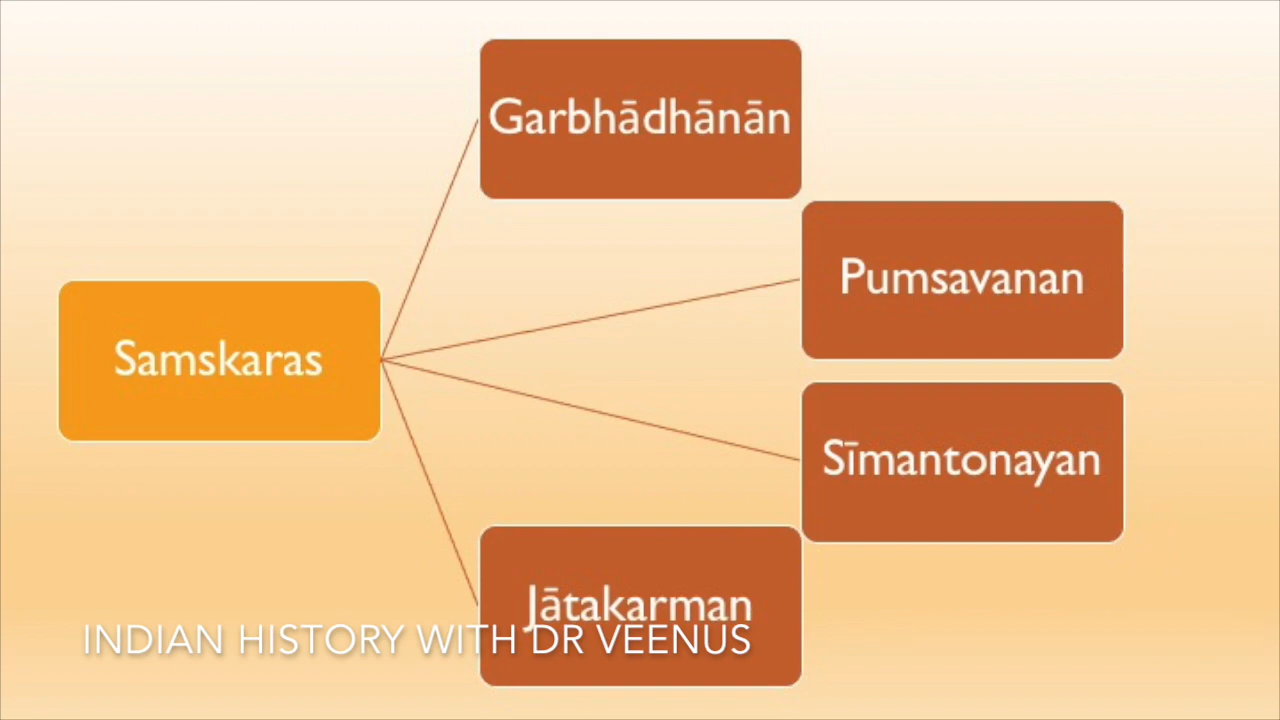 Garbhādhānān
Pumsavanan
Samskaras
Sīmantonayan
Jātakarman
INDIAN HISTORY WITH DR VEENUS